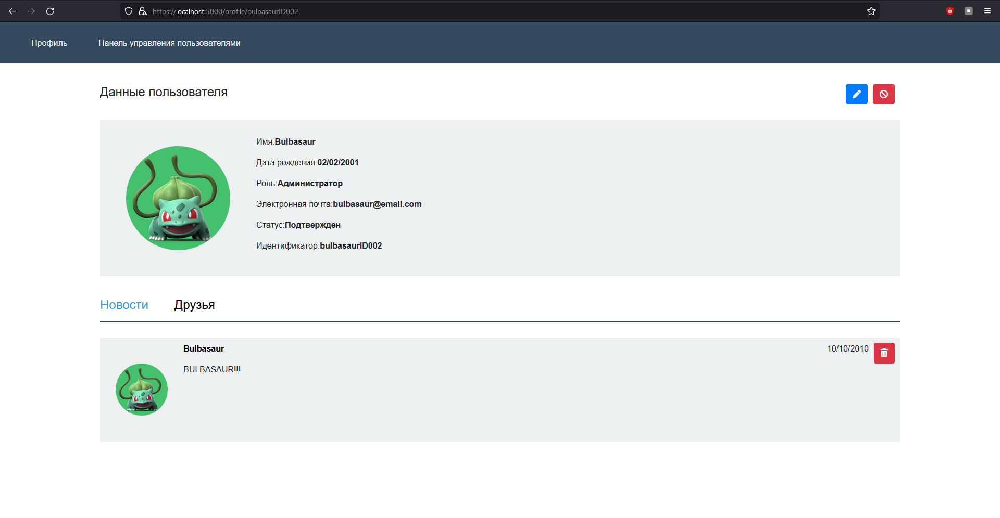 https://localhost:5000/profile/bulbasaurID002
Профиль Панель управления пользователями
Данные пользователя
Имя:Bulbasaur
Дата рождения:02/02/2001
Роль:Администратор
Электронная почта:bulbasaur@email.com
Статус:Подтвержден
Идентификатор:bulbasaurID002
Новости Друзья
Bulbasaur 10/10/2010
BULBASAUR!!!